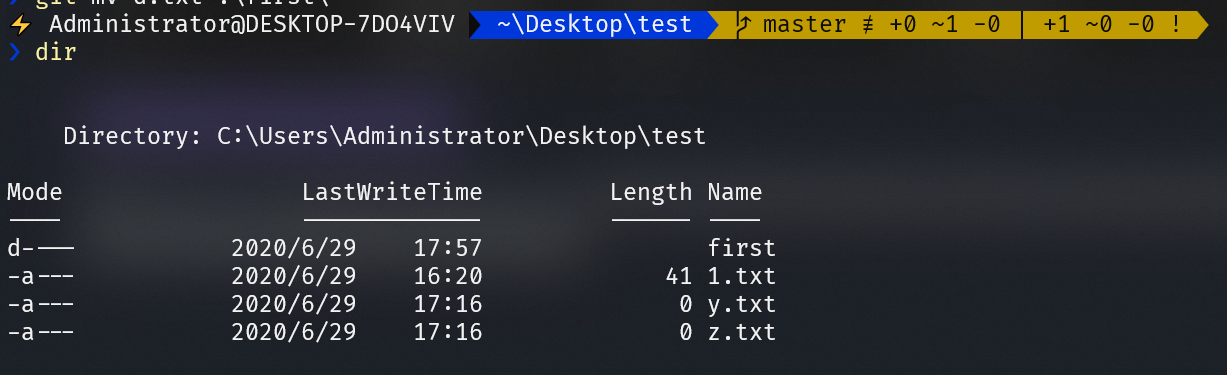 Administrator@DESKTOP-7DO4VIV ~\Desktop\test master ≢ +0 ~1 -0 | +1 ~0 -0 !
❯ dir
Directory: C:\Users\Administrator\Desktop\test
Mode LastWriteTime Length Name
---- ------------- ------ ----
d---- 2020/6/29 17:57 first
-a--- 2020/6/29 16:20 41 1.txt
-a--- 2020/6/29 17:16 0 y.txt
-a--- 2020/6/29 17:16 0 z.txt